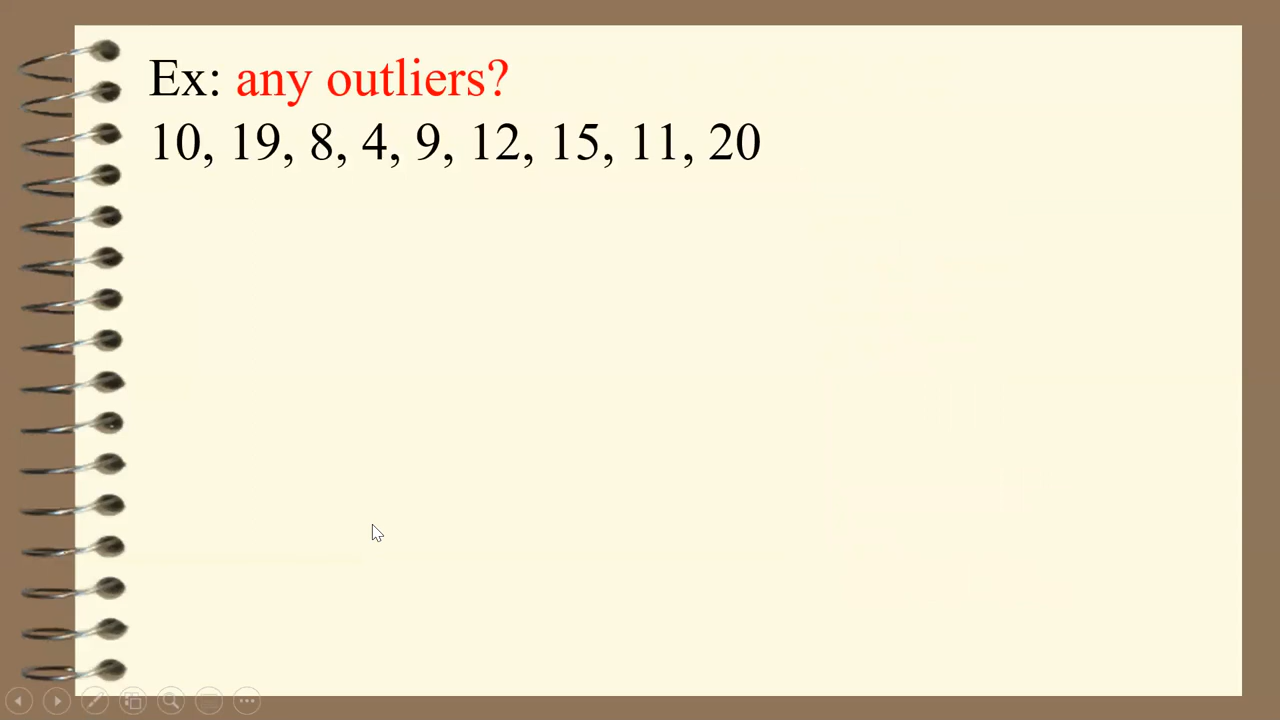 Ex: any outliers?
10, 19, 8, 4, 9, 12, 15, 11, 20